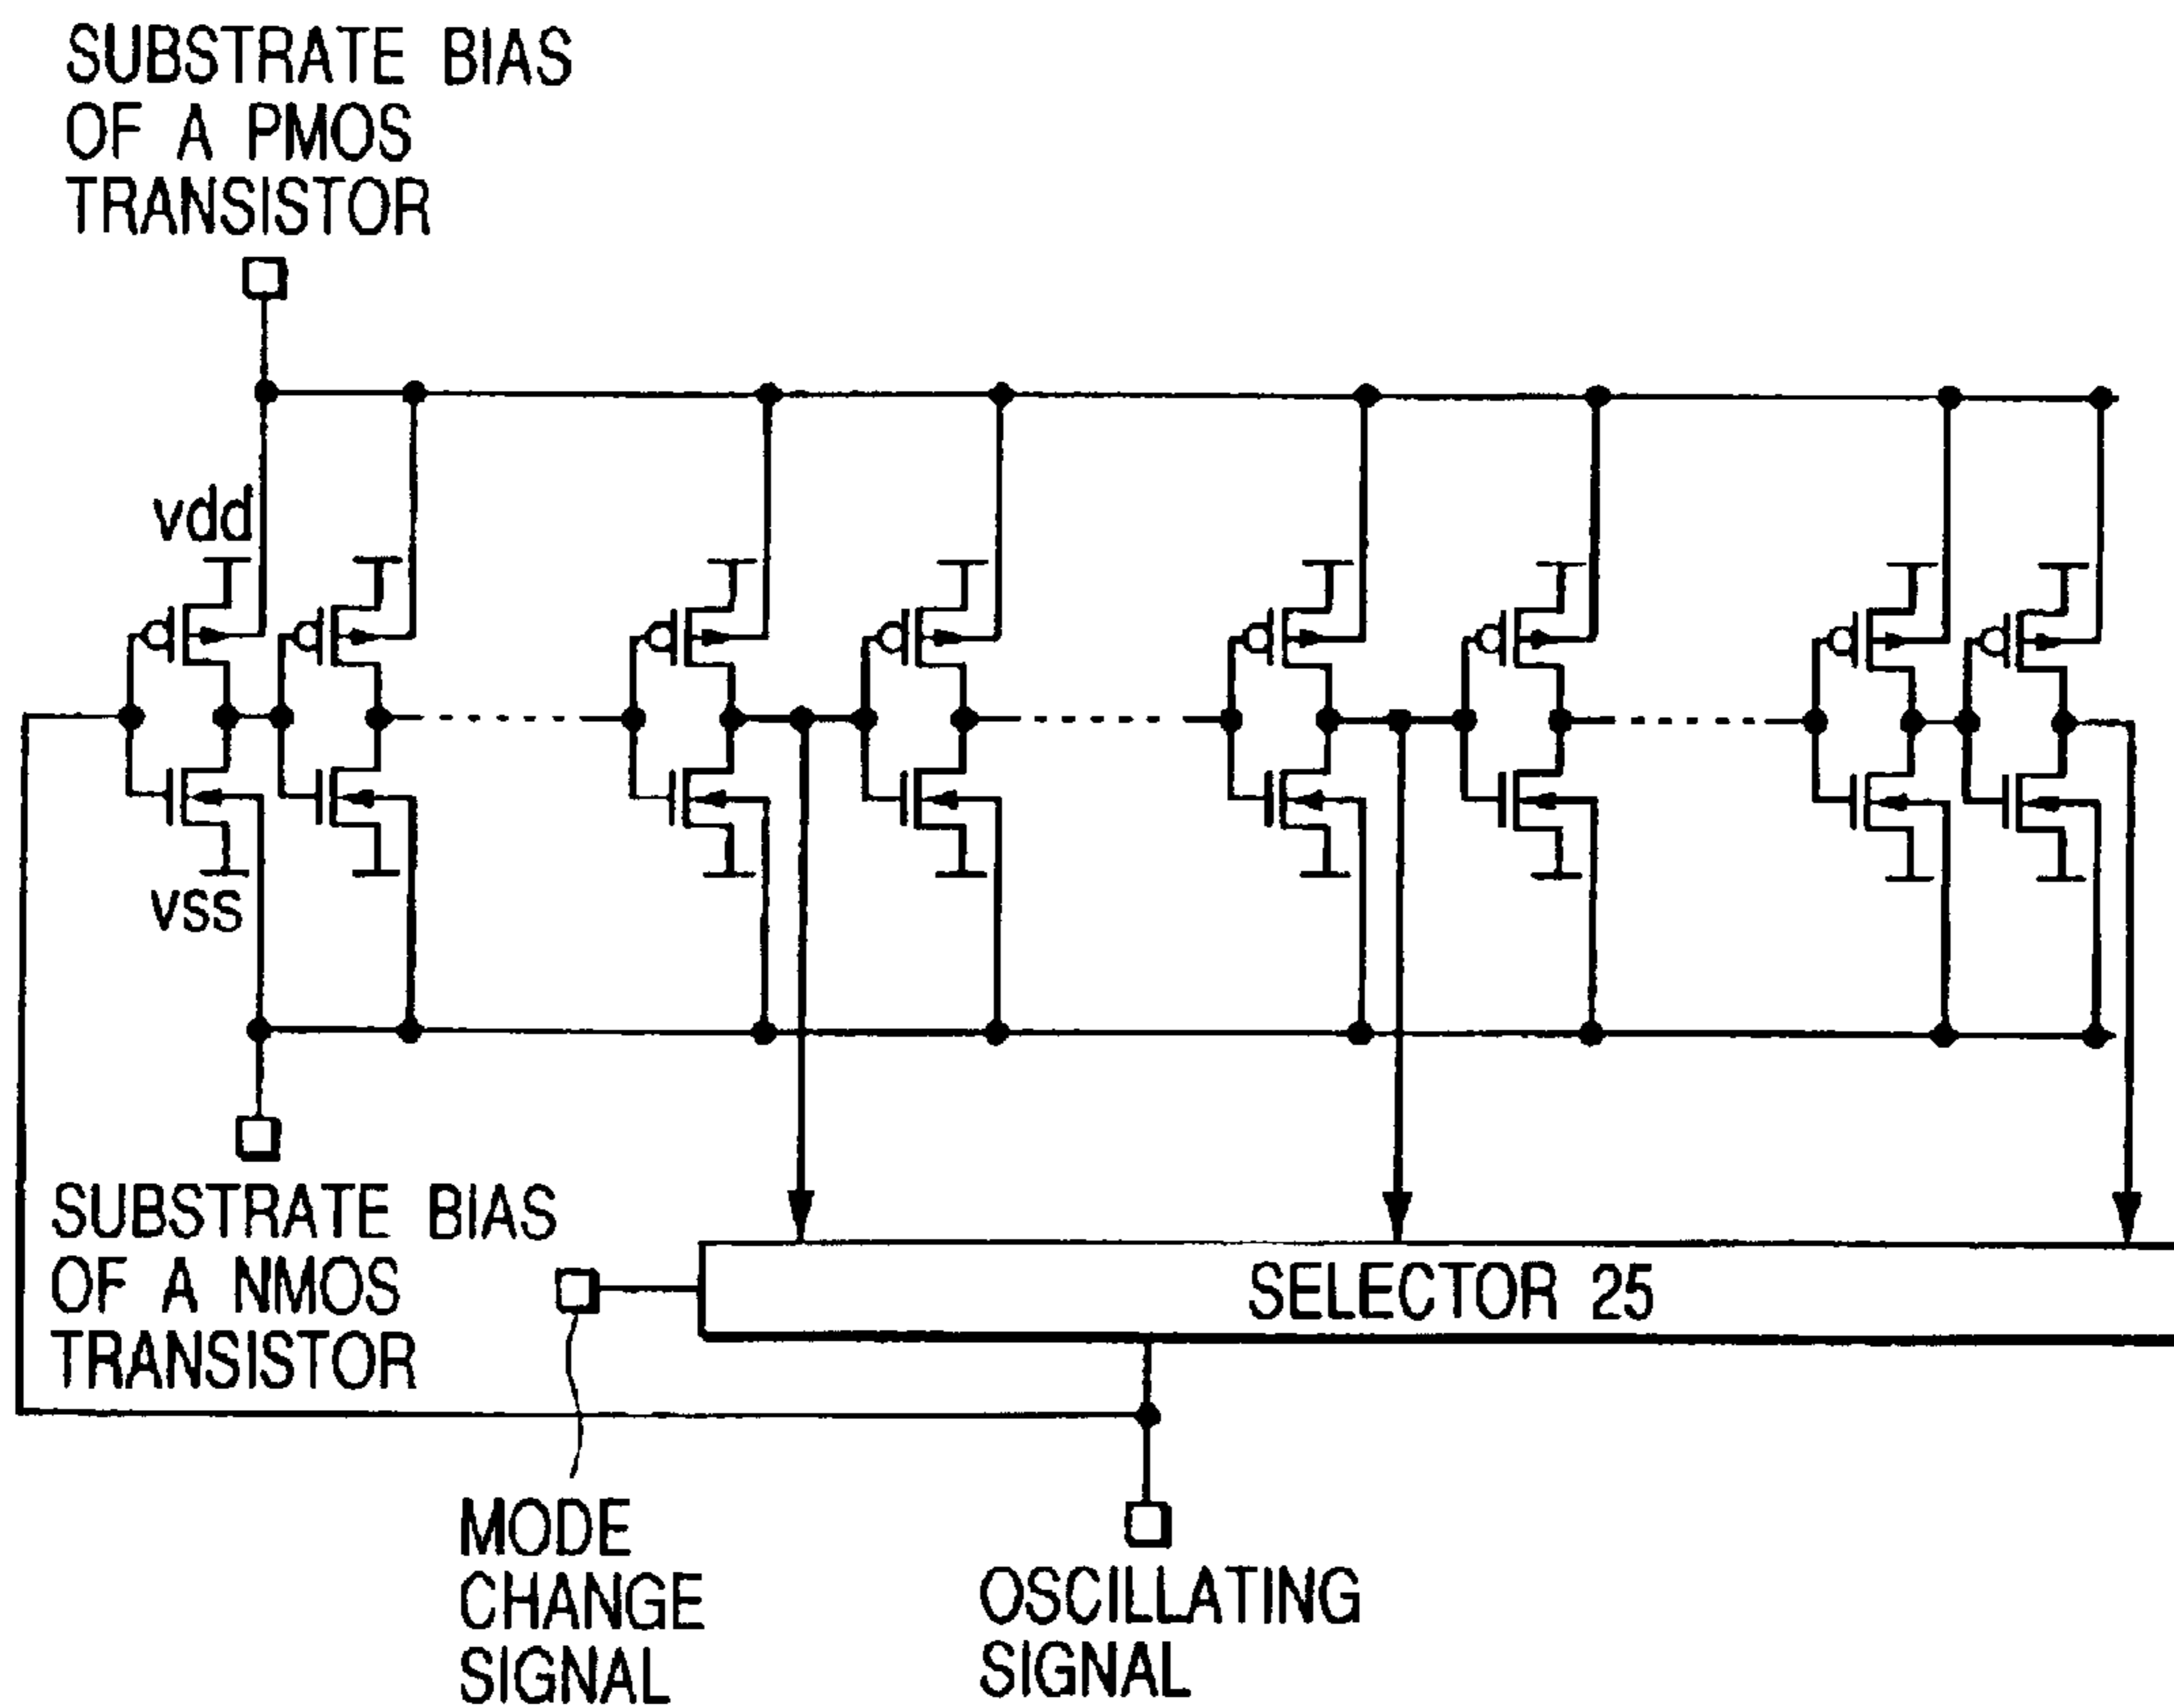 SUBSTRATE BIAS
OF A PMOS
TRANSISTOR
vdd
vss
SUBSTRATE BIAS
OF A NMOS
TRANSISTOR
SELECTOR 25
MODE
CHANGE
SIGNAL
OSCILLATING
SIGNAL